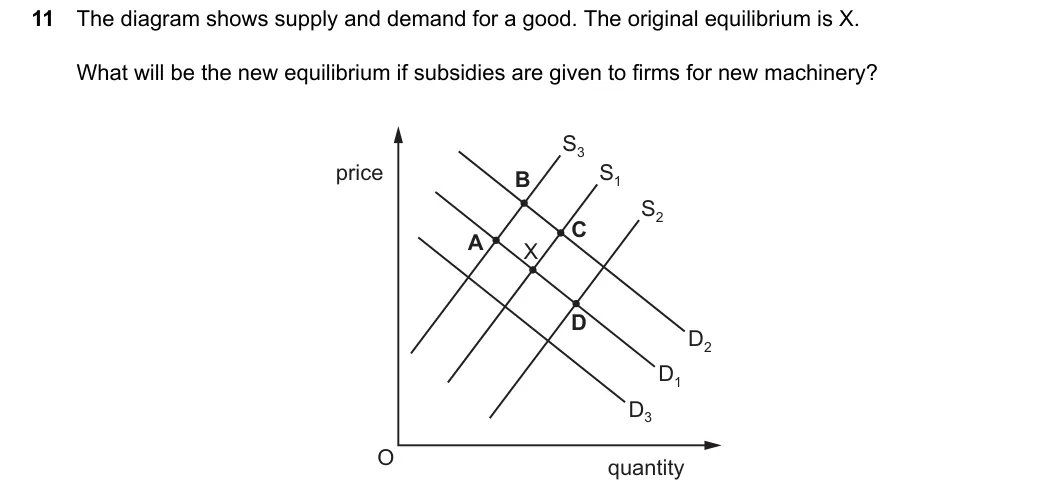 11 The diagram shows supply and demand for a good. The original equilibrium is X.
What will be the new equilibrium if subsidies are given to firms for new machinery?
S₃
price
B
S₁
S₂
A
X
C
D
D₂
D₁
D₃
O
quantity